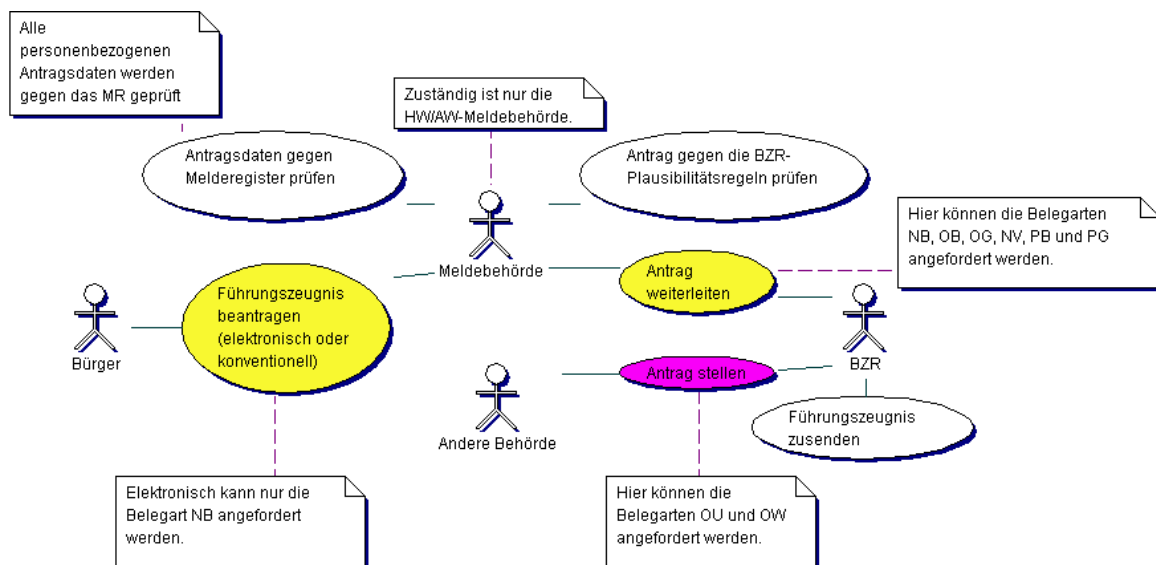 Alle
personenbezogenen
Antragsdaten werden
gegen das MR geprüft
Zuständig ist nur die
HW/AW-Meldebehörde.
Antragsdaten gegen
Melderegister prüfen
Antrag gegen die BZR-
Plausibilitätsregeln prüfen
Hier können die Belegarten
NB, OB, OG, NV, PB und PG
angefordert werden.
Meldebehörde
Führungszeugnis
beantragen
(elektronisch oder
konventionell)
Antrag
weiterleiten
Bürger
BZR
Antrag stellen
Andere Behörde
Führungszeugnis
zusenden
Elektronisch kann nur die
Belegart NB angefordert
werden.
Hier können die
Belegarten OU und OW
angefordert werden.